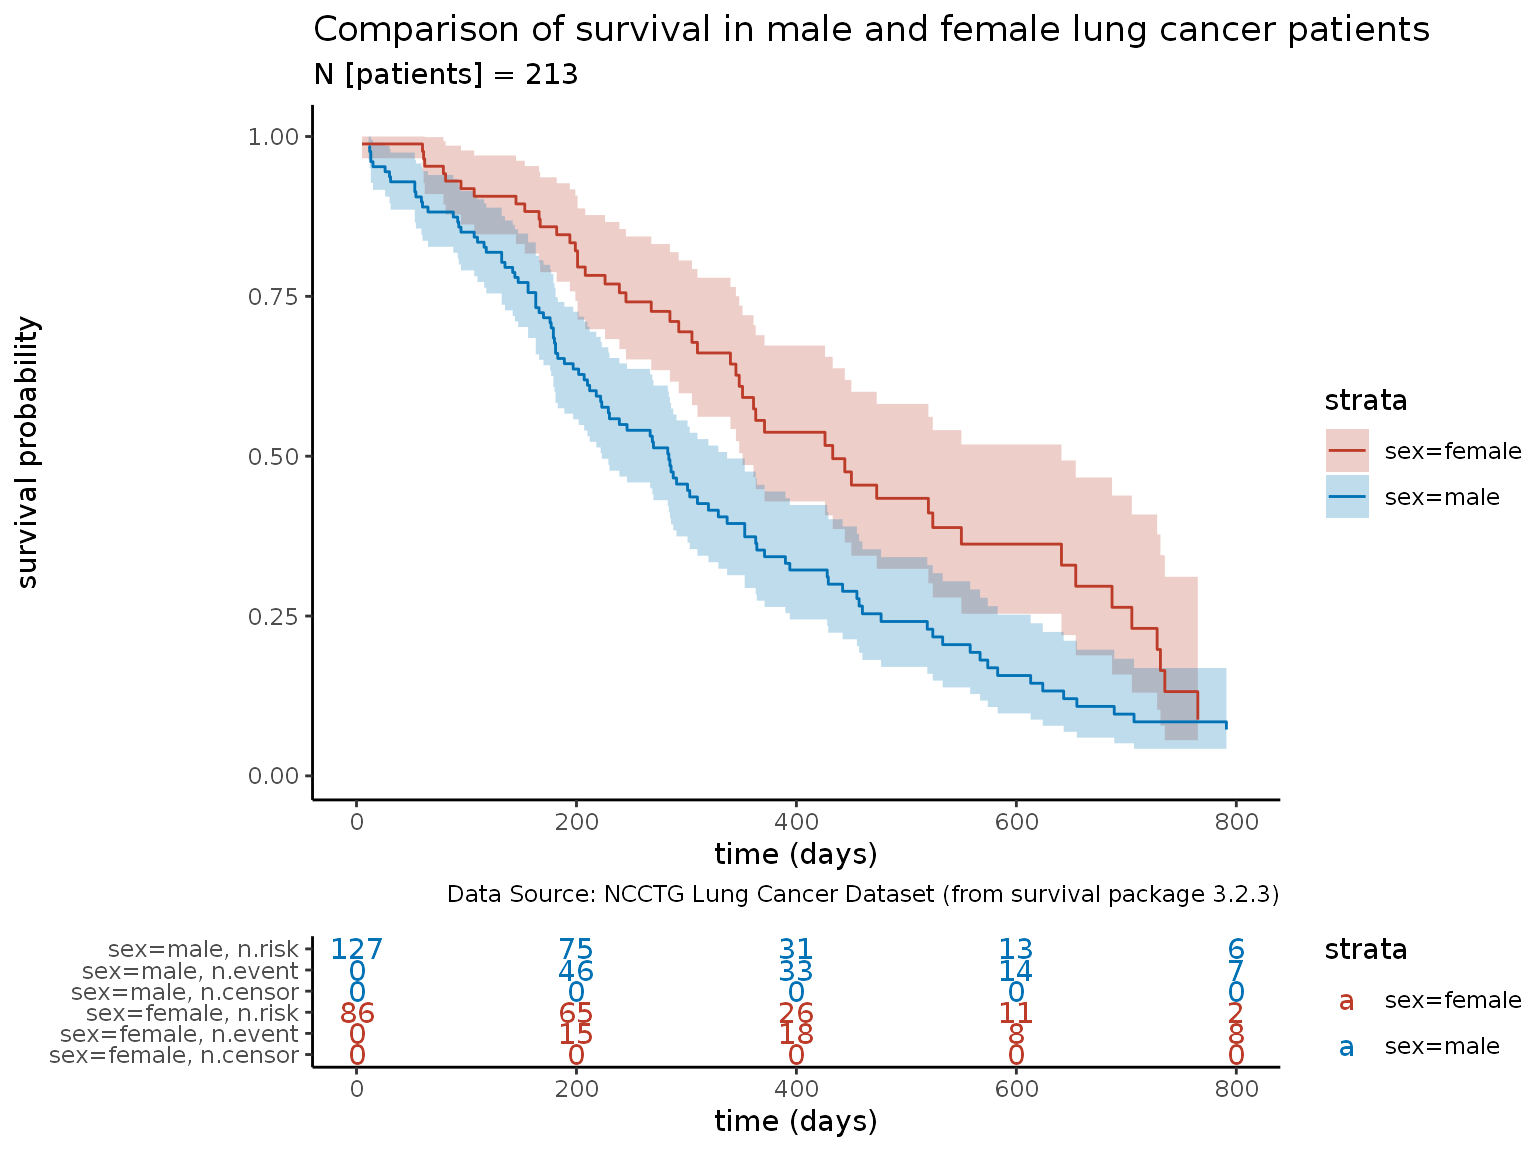 Comparison of survival in male and female lung cancer patients
N [patients] = 213
survival probability
1.00
0.75
0.50
0.25
0.00
0 200 400 600 800
time (days)
Data Source: NCCTG Lung Cancer Dataset (from survival package 3.2.3)
strata
sex=female
sex=male
sex=male, n.risk 127 75 31 13 6
sex=male, n.event 0 46 33 14 7
sex=male, n.censor 0 0 0 0 0
sex=female, n.risk 86 65 26 11 2
sex=female, n.event 0 15 18 8 8
sex=female, n.censor 0 0 0 0 0
0 200 400 600 800
time (days)
strata
a sex=female
a sex=male